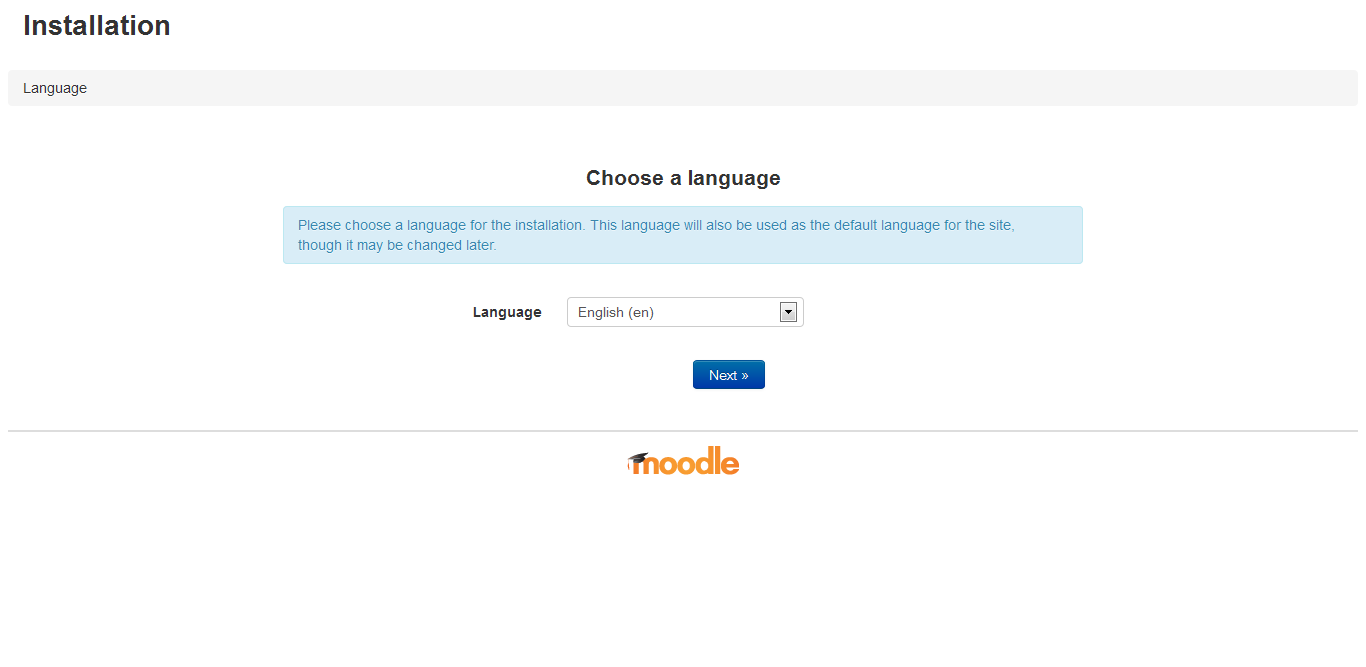 Installation
Language
Choose a language
Please choose a language for the installation. This language will also be used as the default language for the site,
though it may be changed later.
Language English (en)
Next »
moodle